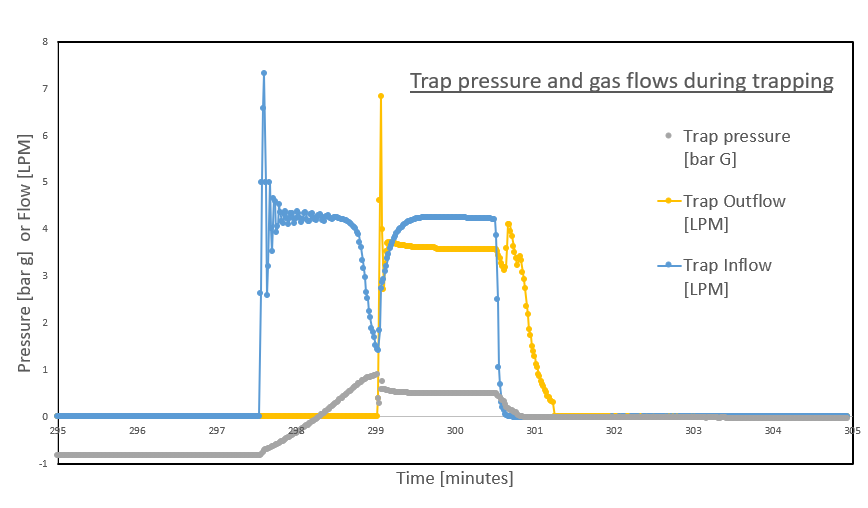 8
Trap pressure and gas flows during trapping
7
6
Trap pressure
[bar G]
5
Trap Outflow
[LPM]
4
Trap Inflow
[LPM]
3
2
1
0
295 296 297 298 299 300 301 302 303 304 305
-1
Pressure [bar g] or Flow [LPM]
Time [minutes]